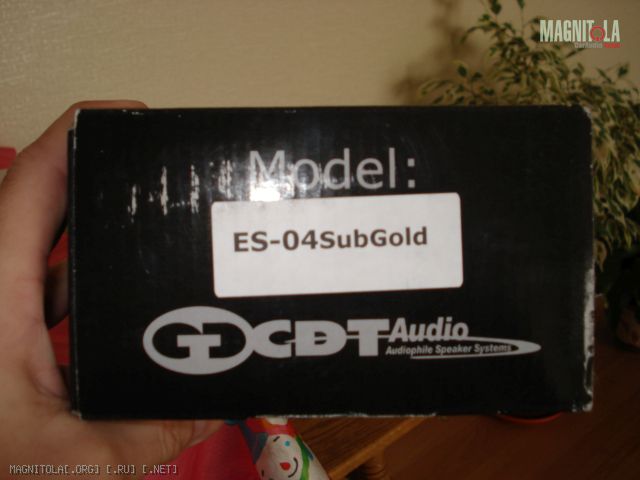 MAGNITOLA
Model:
ES-04SubGold
CDT Audio
Audiophile Speaker Systems
MAGNITOLA[.ORG] [.RU] [.NET]